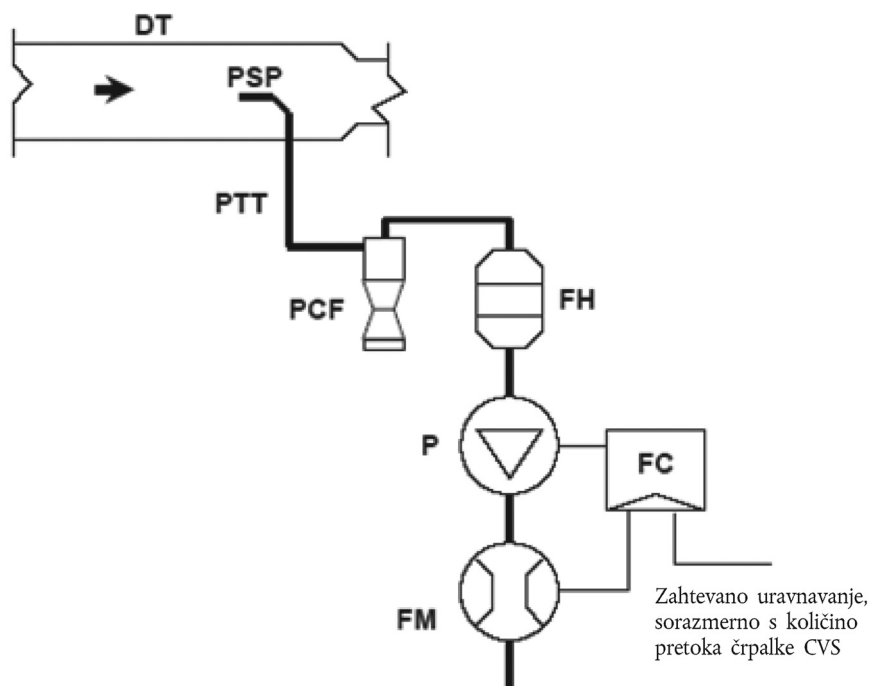 DT
PSP
PTT
PCF
FH
P
FC
FM
Zahtevano uravnavanje,
sorazmerno s količino
pretoka črpalke CVS